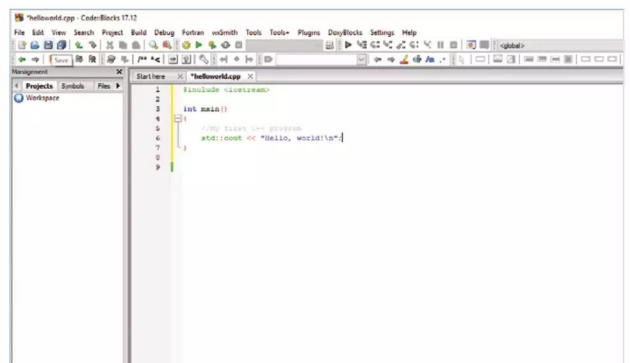 *helloworld.cpp - Code::Blocks 17.12
File Edit View Search Project Build Debug Fortran wxSmith Tools Tools+ Plugins DoxyBlocks Settings Help
<global>
Save
Management
Projects Symbols Files
Workspace
Start here *helloworld.cpp
1 #include <iostream>
2
3 int main()
4 {
5 //My first C++ program
6 std::cout << "Hello, world!\n";
7 }
8
9